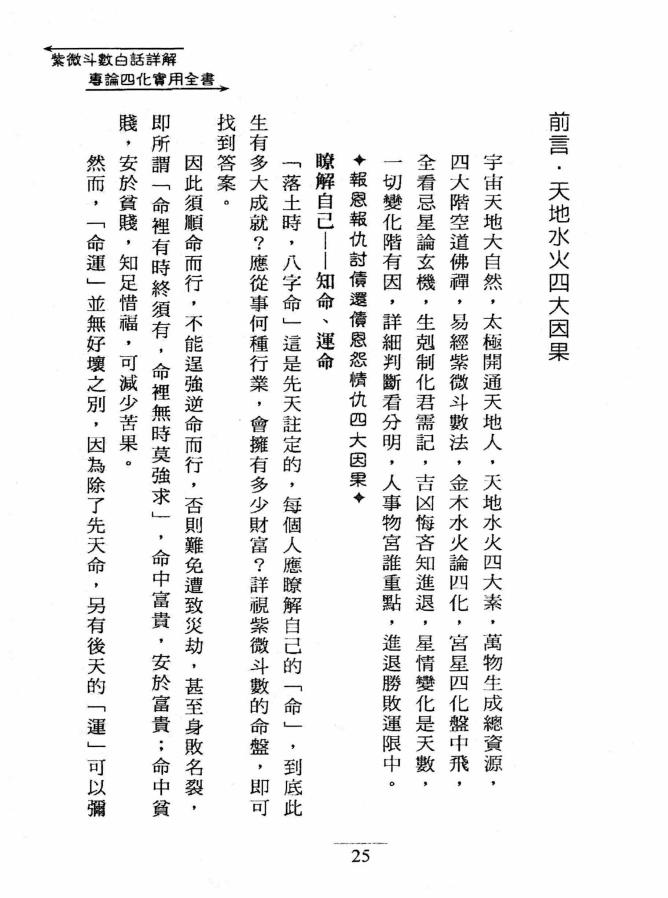 紫微斗數白話詳解
專論四化實用全書
前言·天地水火四大因果
宇宙天地大自然，太極開通天地人，天地水火四大素，萬物生成總資源，
四大階空道佛禪，易經紫微斗數法，金木水火論四化，宮星四化盤中飛，
全看忌星論玄機，生剋制化君需記，吉凶悔吝知進退，星情變化是天數，
一切變化階有因，詳細判斷看分明，人事物宮誰重點，進退勝敗運限中。
✦報恩報仇討債還債恩怨情仇四大因果✦
瞭解自己——知命、運命
「落土時，八字命」這是先天註定的，每個人應瞭解自己的「命」，到底此
生有多大成就？應從事何種行業，會擁有多少財富？詳視紫微斗數的命盤，即可
找到答案。
因此須順命而行，不能逞強逆命而行，否則難免遭致災劫，甚至身敗名裂，
即所謂「命裡有時終須有，命裡無時莫強求」，命中富貴，安於富貴；命中貧
賤，安於貧賤，知足惜福，可減少苦果。
然而，「命運」並無好壞之別，因為除了先天命，另有後天的「運」可以彌
25